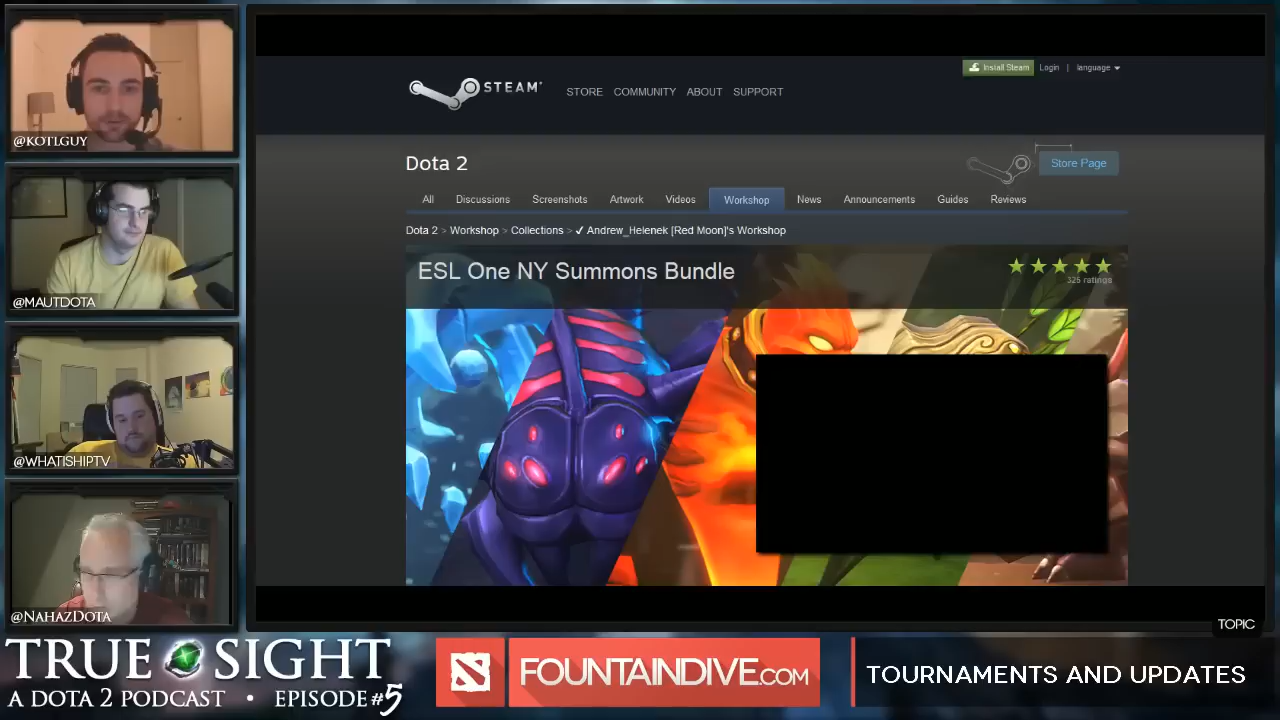 @KOTLGUY
@MAUTDOTA
@WHATISHIPTV
@NAHAZDOTA
STEAM
STORE COMMUNITY ABOUT SUPPORT
Install Steam Login | language
Dota 2
Store Page
All Discussions Screenshots Artwork Videos Workshop News Announcements Guides Reviews
Dota 2 > Workshop > Collections > ✓ Andrew_Helenek [Red Moon]'s Workshop
ESL One NY Summons Bundle
325 ratings
TOPIC
TRUE SIGHT
A DOTA 2 PODCAST • EPISODE #5
FOUNTAINDIVE.COM
TOURNAMENTS AND UPDATES